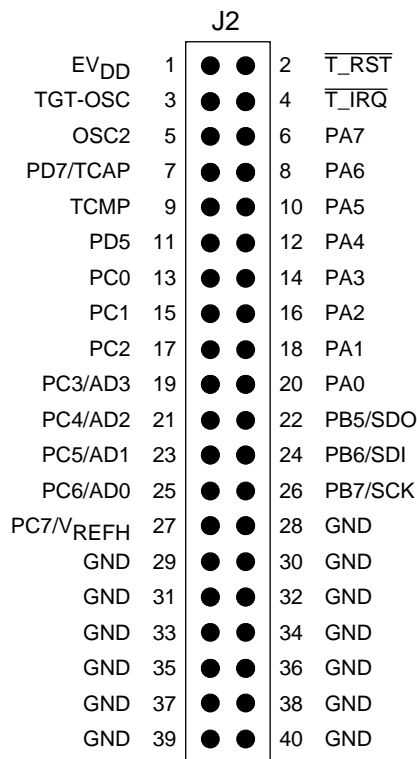 J2
EVDD 1 2 T_RST
TGT-OSC 3 4 T_IRQ
OSC2 5 6 PA7
PD7/TCAP 7 8 PA6
TCMP 9 10 PA5
PD5 11 12 PA4
PC0 13 14 PA3
PC1 15 16 PA2
PC2 17 18 PA1
PC3/AD3 19 20 PA0
PC4/AD2 21 22 PB5/SDO
PC5/AD1 23 24 PB6/SDI
PC6/AD0 25 26 PB7/SCK
PC7/VREFH 27 28 GND
GND 29 30 GND
GND 31 32 GND
GND 33 34 GND
GND 35 36 GND
GND 37 38 GND
GND 39 40 GND